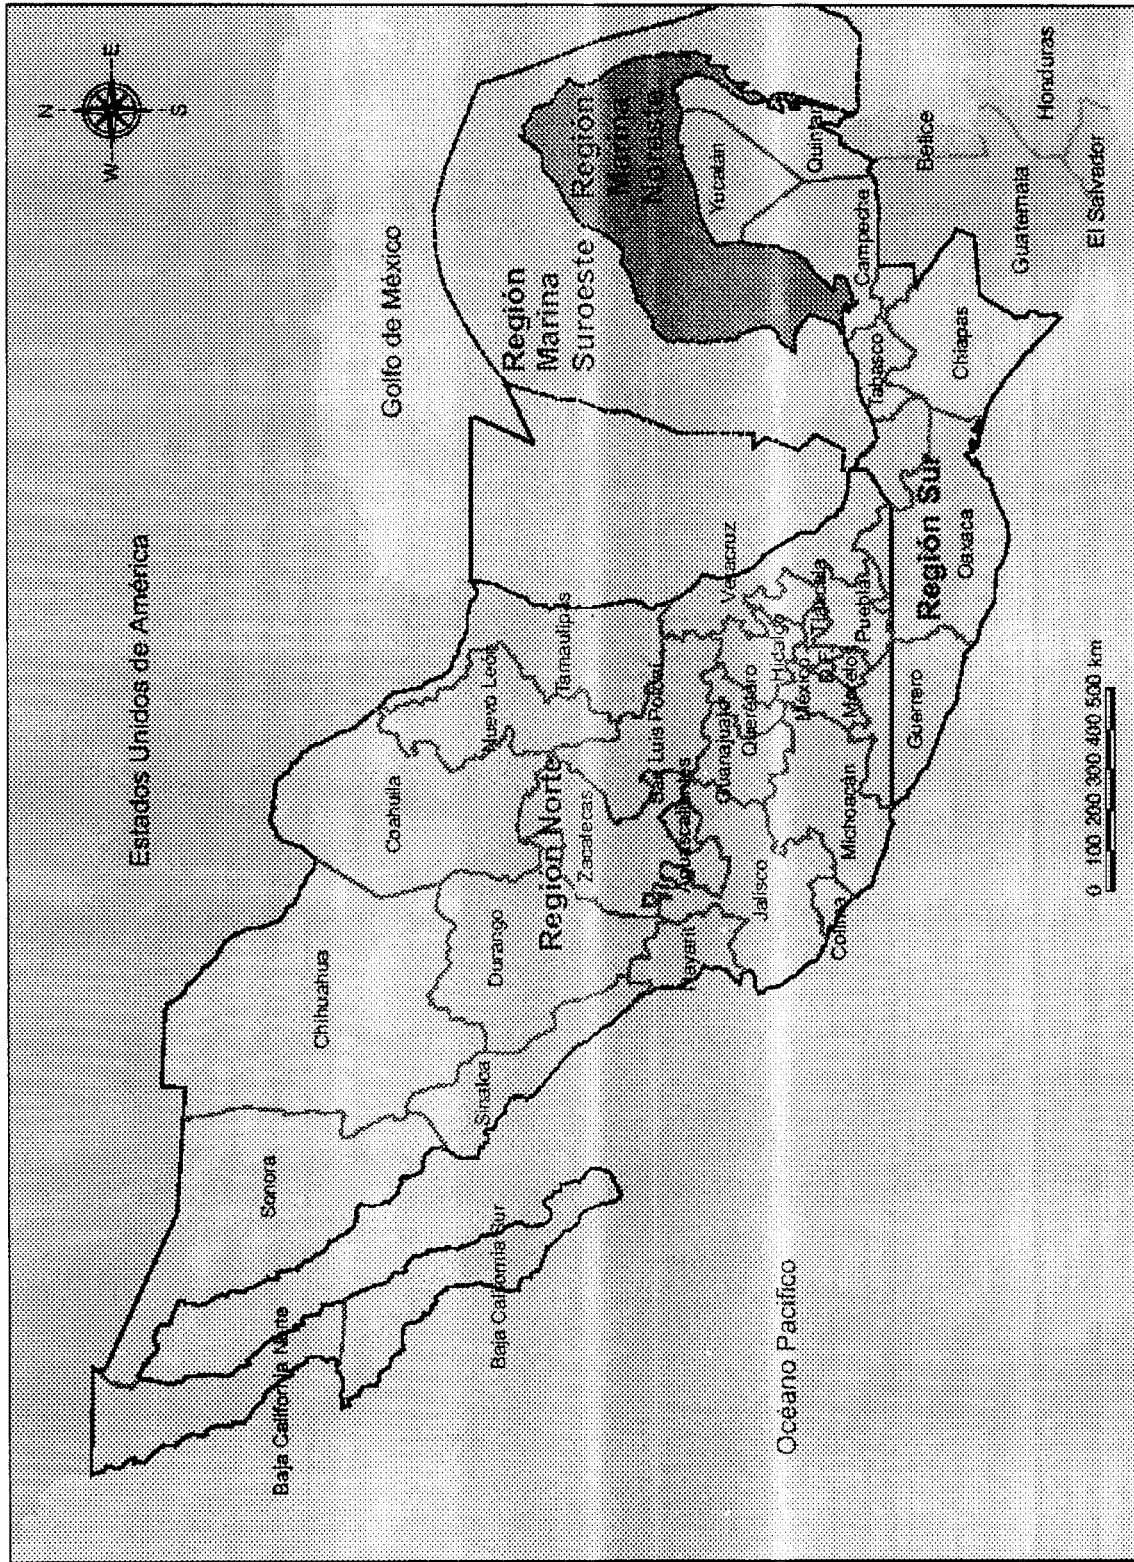 N
W
E
S
Estados Unidos de América
Golfo de México
Océano Pacífico
Baja California Norte
Baja California Sur
Sonora
Chihuahua
Coahuila
Nuevo León
Tamaulipas
Sinaloa
Durango
Región Norte
Zacatecas
San Luis Potosí
Nayarit
Aguascalientes
Jalisco
Guanajuato
Querétaro
Hidalgo
Veracruz
Colima
Michoacán
México
D.F.
Morelos
Tlaxcala
Puebla
Guerrero
Región Sur
Oaxaca
Región
Marina
Suroeste
Región
Marina
Noreste
Yucatán
Quintan
Campeche
Tabasco
Chiapas
Belice
Guatemala
Honduras
El Salvador
0 100 200 300 400 500 km